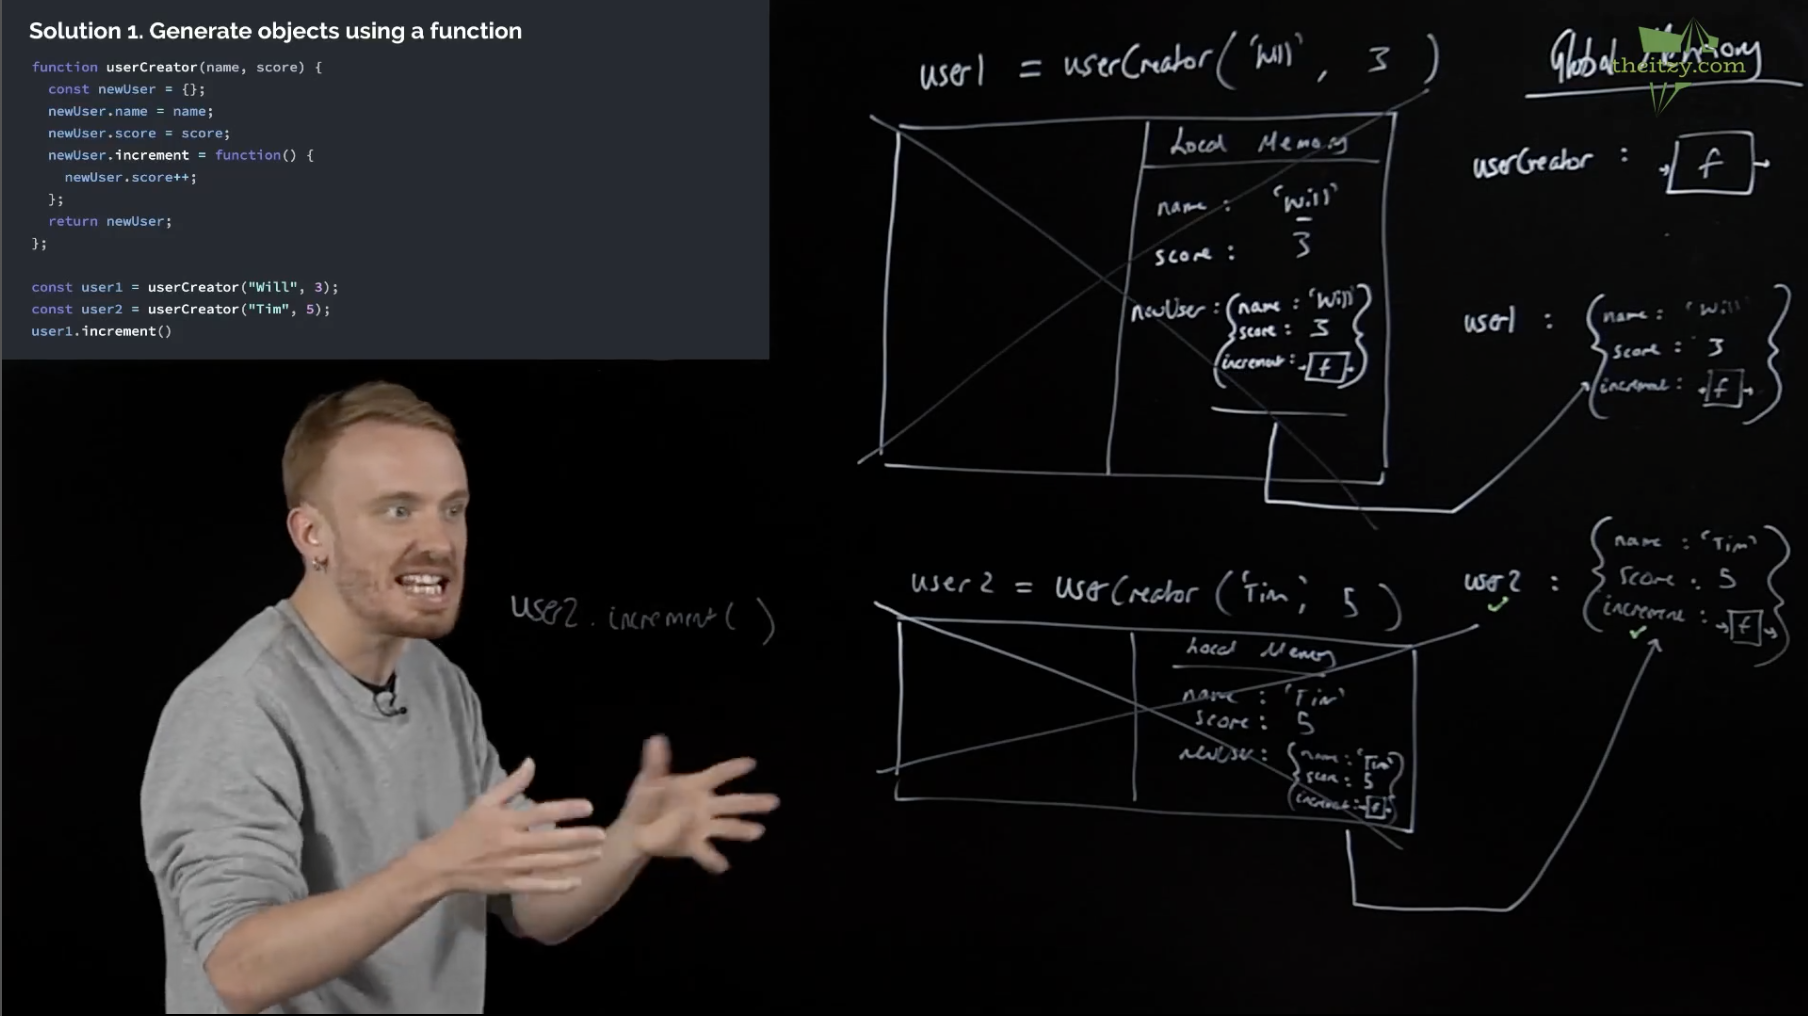 Solution 1. Generate objects using a function
function userCreator(name, score) {
const newUser = {};
newUser.name = name;
newUser.score = score;
newUser.increment = function() {
newUser.score++;
};
return newUser;
};
const user1 = userCreator("Will", 3);
const user2 = userCreator("Tim", 5);
user1.increment()
user2.increment( )
user1 = userCreator('Will', 3)
Local Memory
name : 'Will'
score : 3
newUser : {name : 'Will'
score : 3
increment : f}
user2 = userCreator('Tim', 5)
Local Memory
name : 'Tim'
score : 5
newUser : {name : 'Tim'
score : 5
increment : f}
Global Memory
theitzy.com
userCreator : f
user1 : {name : 'Will'
score : 3
increment : f}
user2 : {name : 'Tim'
score : 5
increment : f}